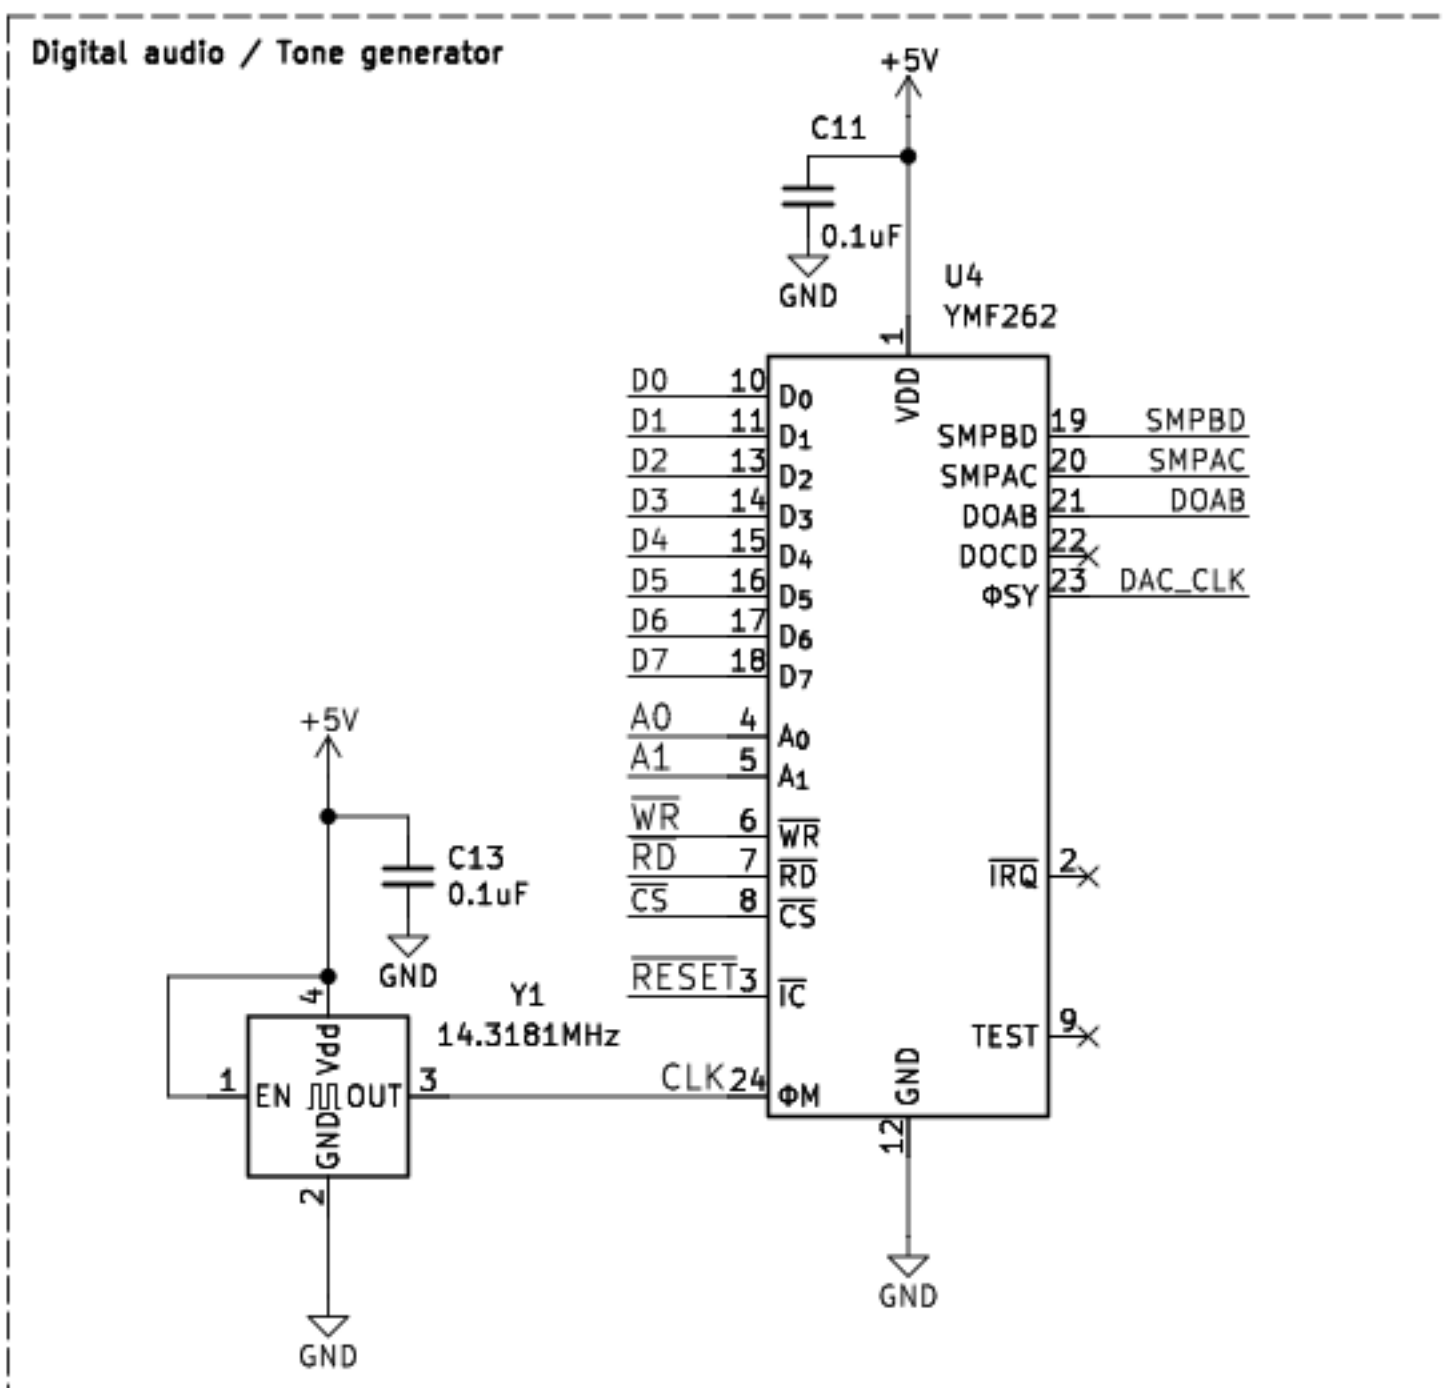 Digital audio / Tone generator
+5V
C11
0.1uF
GND
U4
YMF262
1
VDD
D0 10 D0
D1 11 D1
D2 13 D2
D3 14 D3
D4 15 D4
D5 16 D5
D6 17 D6
D7 18 D7
A0 4 A0
A1 5 A1
WR 6 WR
RD 7 RD
CS 8 CS
RESET 3 IC
CLK 24 ΦM
SMPBD 19 SMPBD
SMPAC 20 SMPAC
DOAB 21 DOAB
DOCD 22
ΦSY 23 DAC_CLK
IRQ 2
TEST 9
GND
12
GND
+5V
C13
0.1uF
GND
Y1
14.3181MHz
4
Vdd
1 EN OUT 3
GND
2
GND